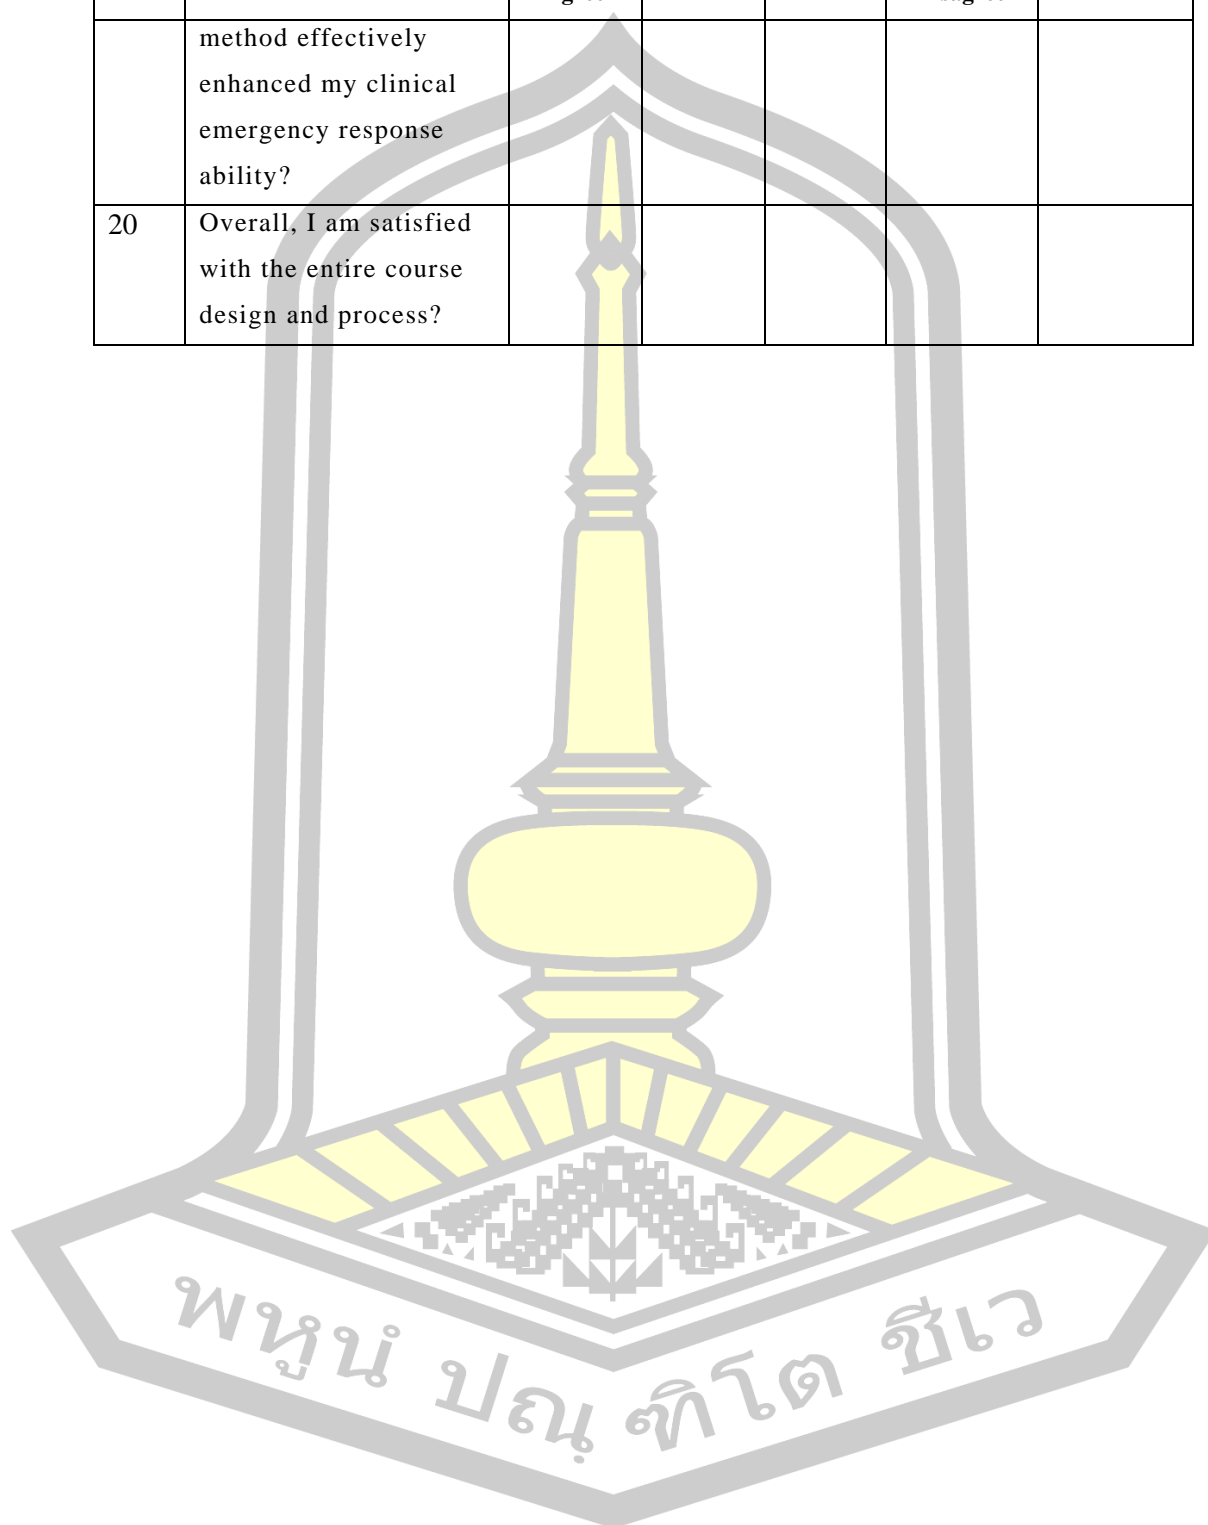 method effectively
enhanced my clinical
emergency response
ability?
20 Overall, I am satisfied
with the entire course
design and process?
พหูนํ ปณฺฑิโต ชีเว